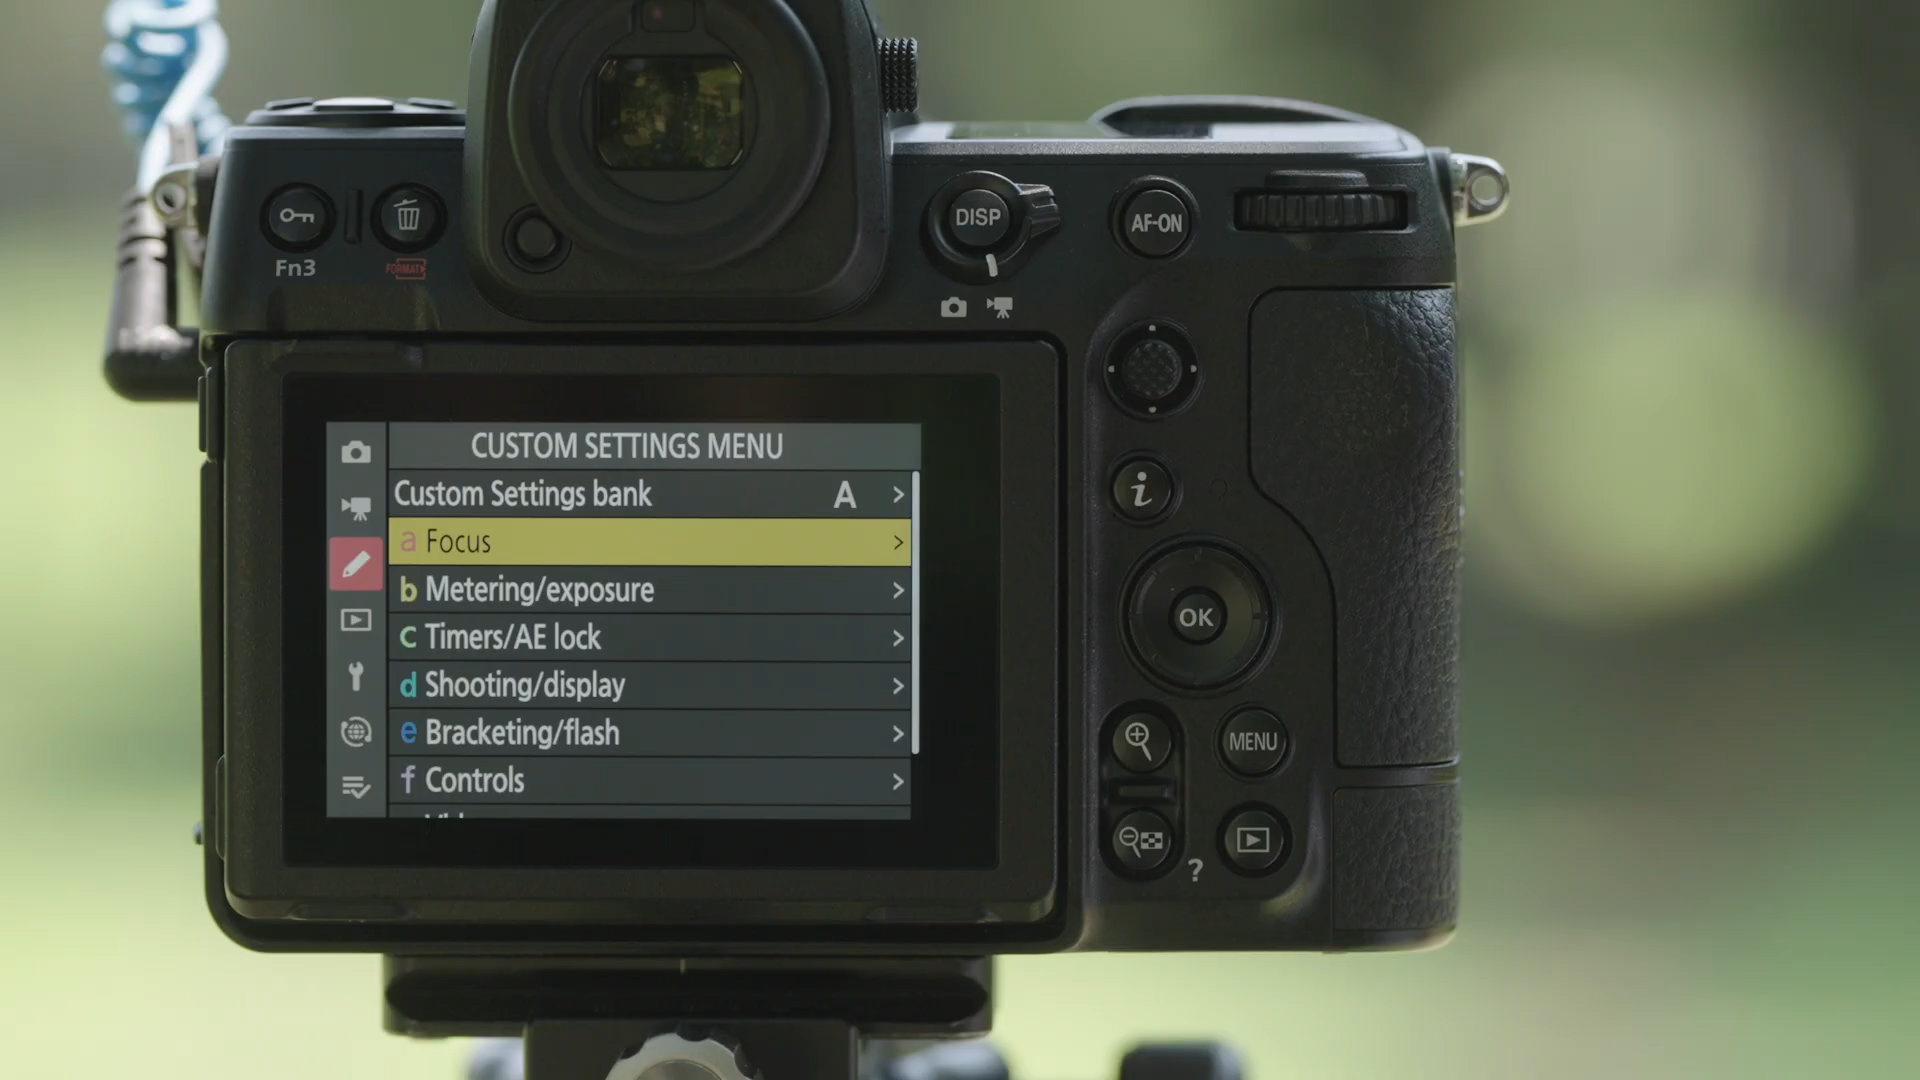 DISP
AF-ON
Fn3
FORMAT
CUSTOM SETTINGS MENU
Custom Settings bank A >
a Focus >
b Metering/exposure >
c Timers/AE lock >
d Shooting/display >
e Bracketing/flash >
f Controls >
i
OK
MENU
?